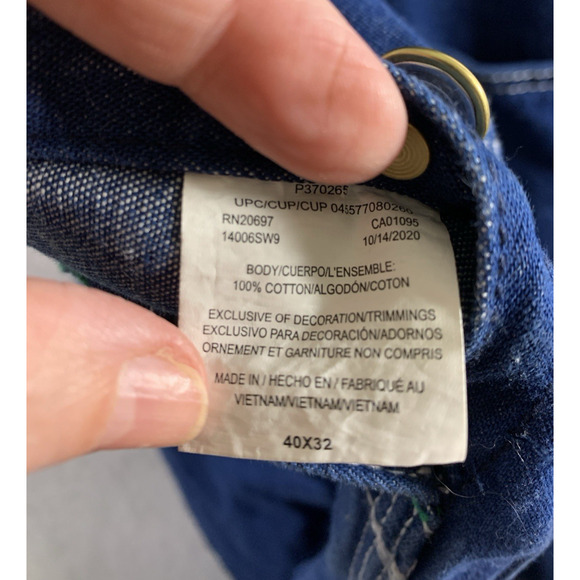 P370265
UPC/CUP/CUP
RN20697 CA01095
14006SW9 10/14/2020
BODY/CUERPO/L'ENSEMBLE:
100% COTTON/ALGODÓN/COTON
EXCLUSIVE OF DECORATION/TRIMMINGS
EXCLUSIVO PARA DECORACIÓN/ADORNOS
ORNEMENT ET GARNITURE NON COMPRIS
MADE IN / HECHO EN / FABRIQUÉ AU
VIETNAM/VIETNAM/VIETNAM
40X32